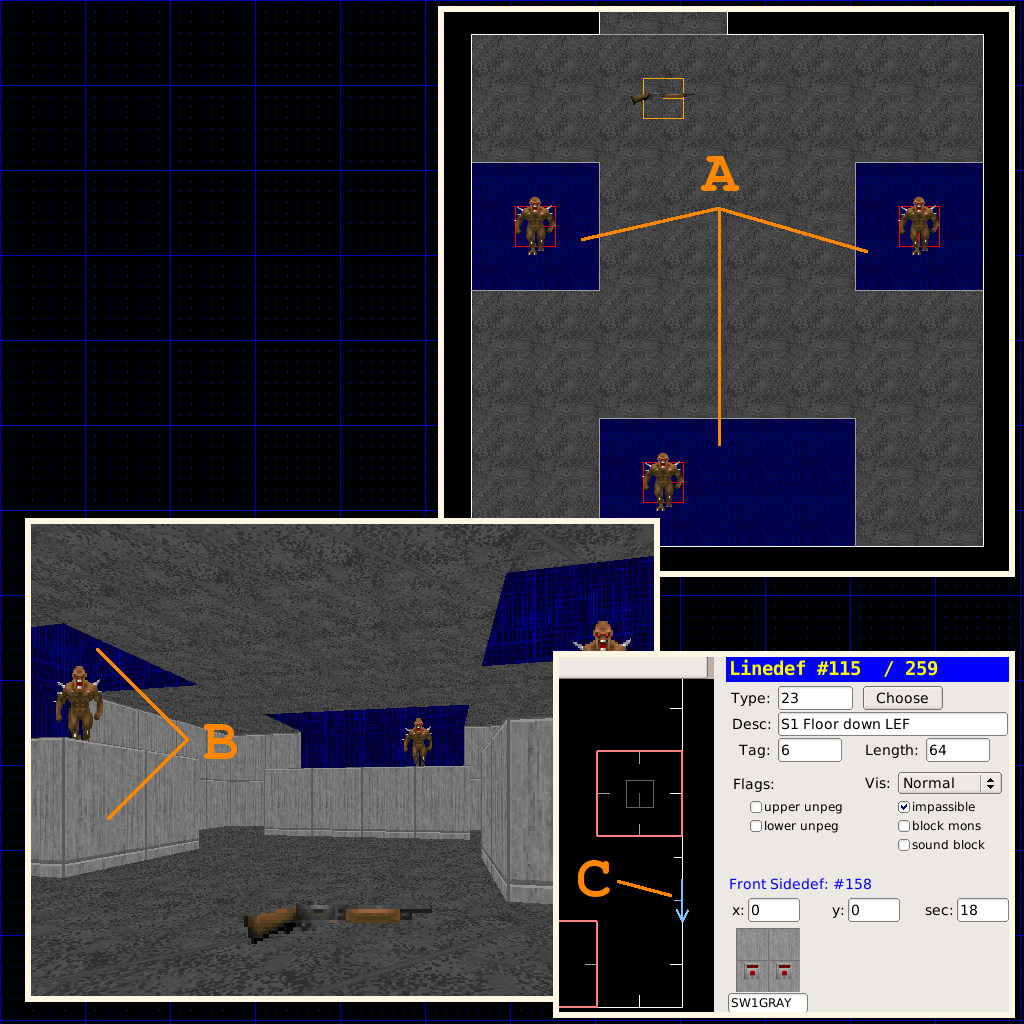 A
B
C
Linedef #115 / 259
Type: 23 Choose
Desc: S1 Floor down LEF
Tag: 6 Length: 64
Flags: Vis: Normal
upper unpeg impassible
lower unpeg block mons
sound block
Front Sidedef: #158
x: 0 y: 0 sec: 18
SW1GRAY